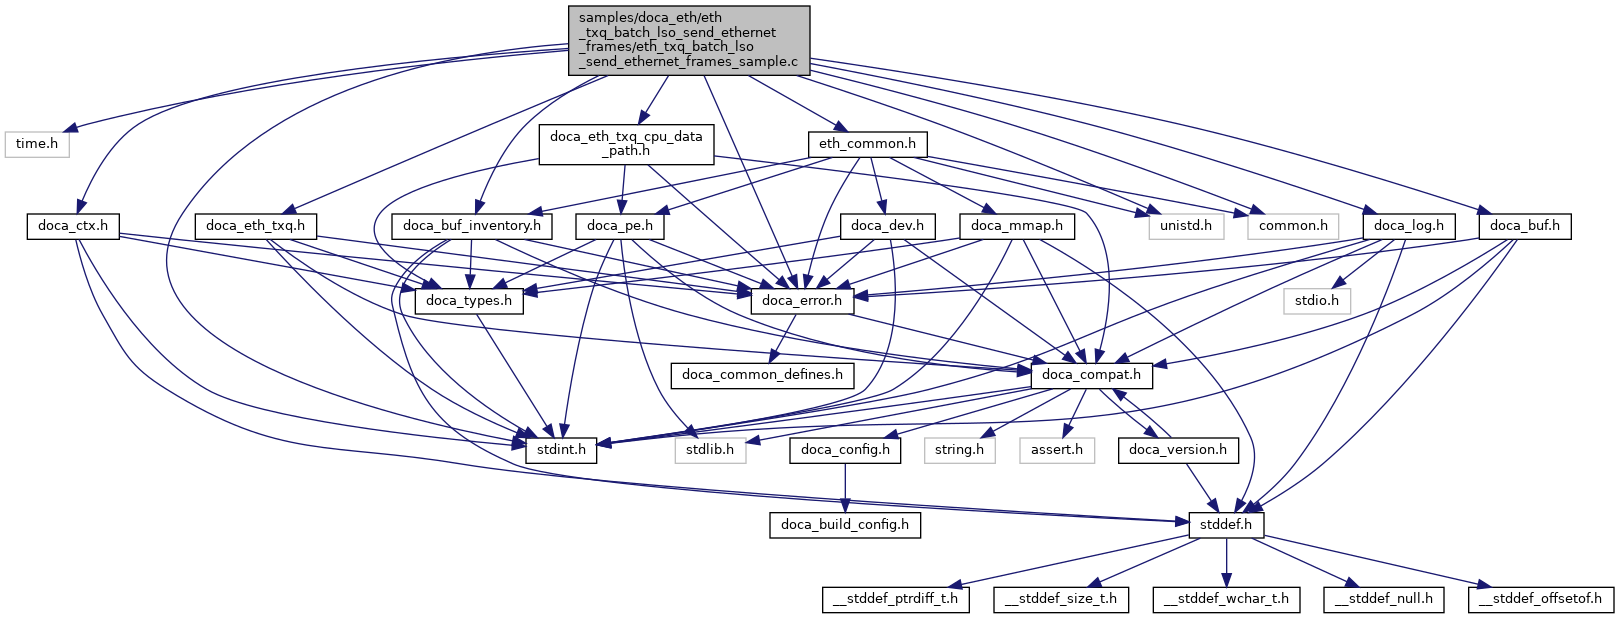 samples/doca_eth/eth
_txq_batch_lso_send_ethernet
_frames/eth_txq_batch_lso
_send_ethernet_frames_sample.c
time.h
doca_eth_txq_cpu_data
_path.h
eth_common.h
doca_ctx.h
doca_eth_txq.h
doca_buf_inventory.h
doca_pe.h
doca_dev.h
doca_mmap.h
unistd.h
common.h
doca_log.h
doca_buf.h
doca_types.h
doca_error.h
stdio.h
doca_common_defines.h
doca_compat.h
stdint.h
stdlib.h
doca_config.h
string.h
assert.h
doca_version.h
doca_build_config.h
stddef.h
__stddef_ptrdiff_t.h
__stddef_size_t.h
__stddef_wchar_t.h
__stddef_null.h
__stddef_offsetof.h